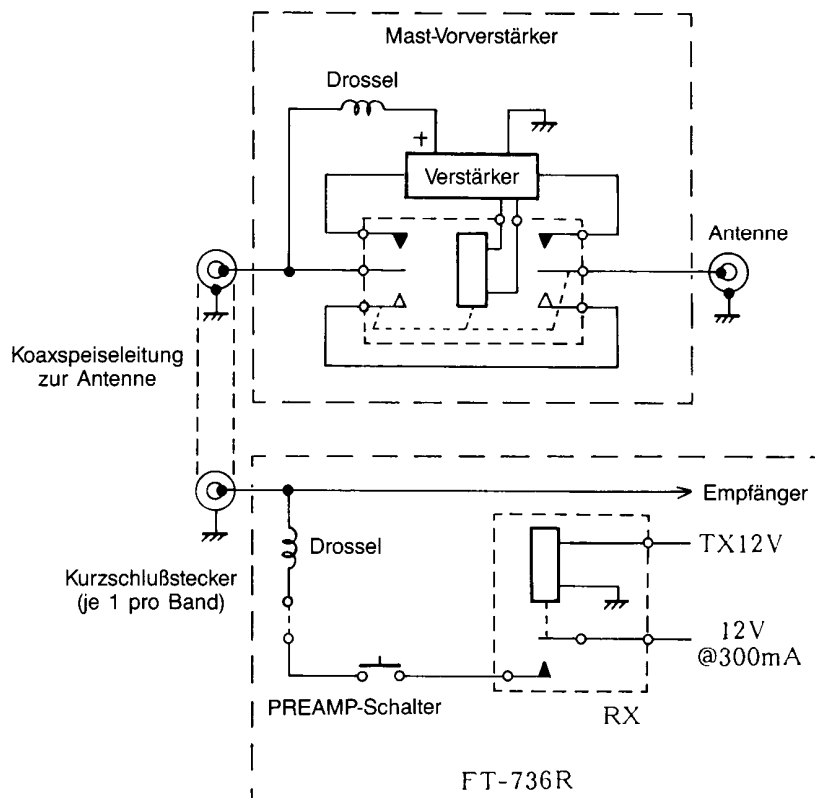 Mast-Vorverstärker
Drossel
+
Verstärker
Antenne
Koaxspeiseleitung
zur Antenne
Empfänger
Drossel
TX12V
Kurzschlußstecker
(je 1 pro Band)
12V
@300mA
PREAMP-Schalter
RX
FT-736R